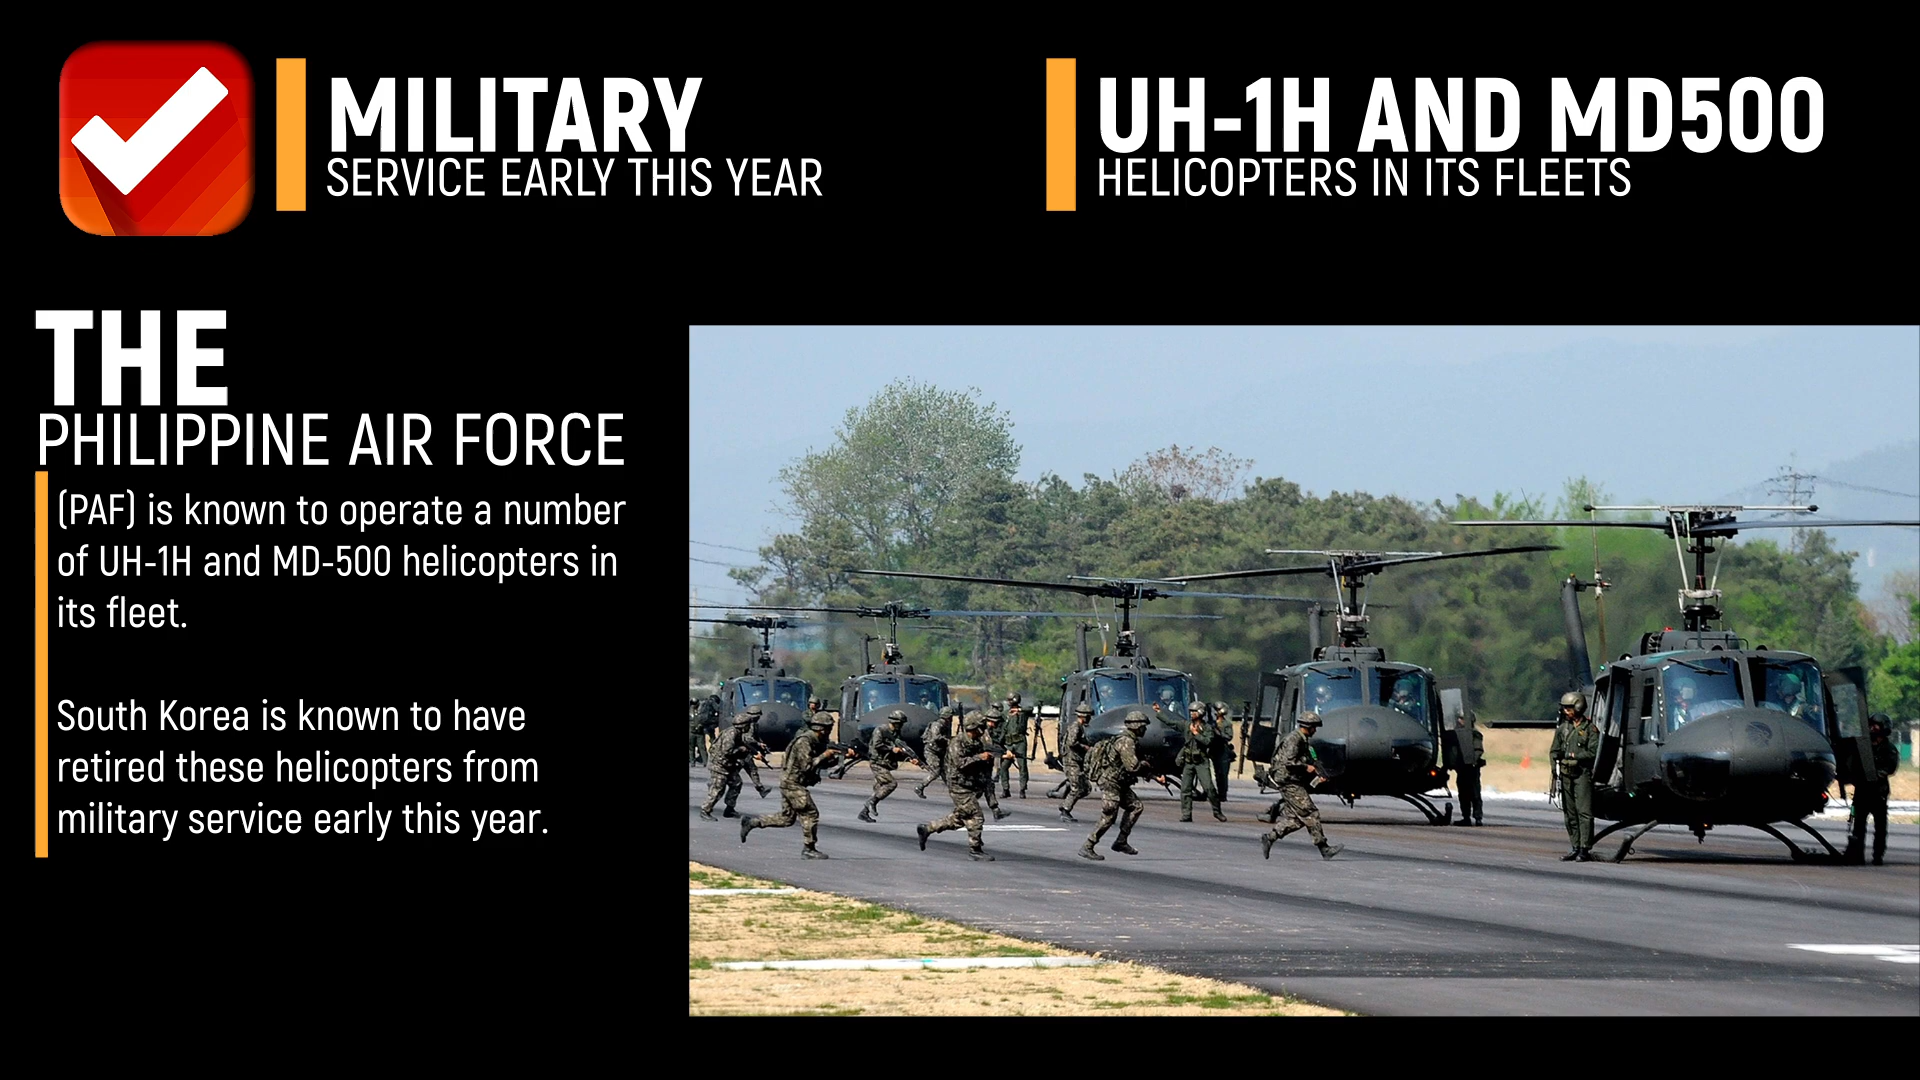 MILITARY
SERVICE EARLY THIS YEAR
UH-1H AND MD500
HELICOPTERS IN ITS FLEETS
THE
PHILIPPINE AIR FORCE
(PAF) is known to operate a number
of UH-1H and MD-500 helicopters in
its fleet.
South Korea is known to have
retired these helicopters from
military service early this year.